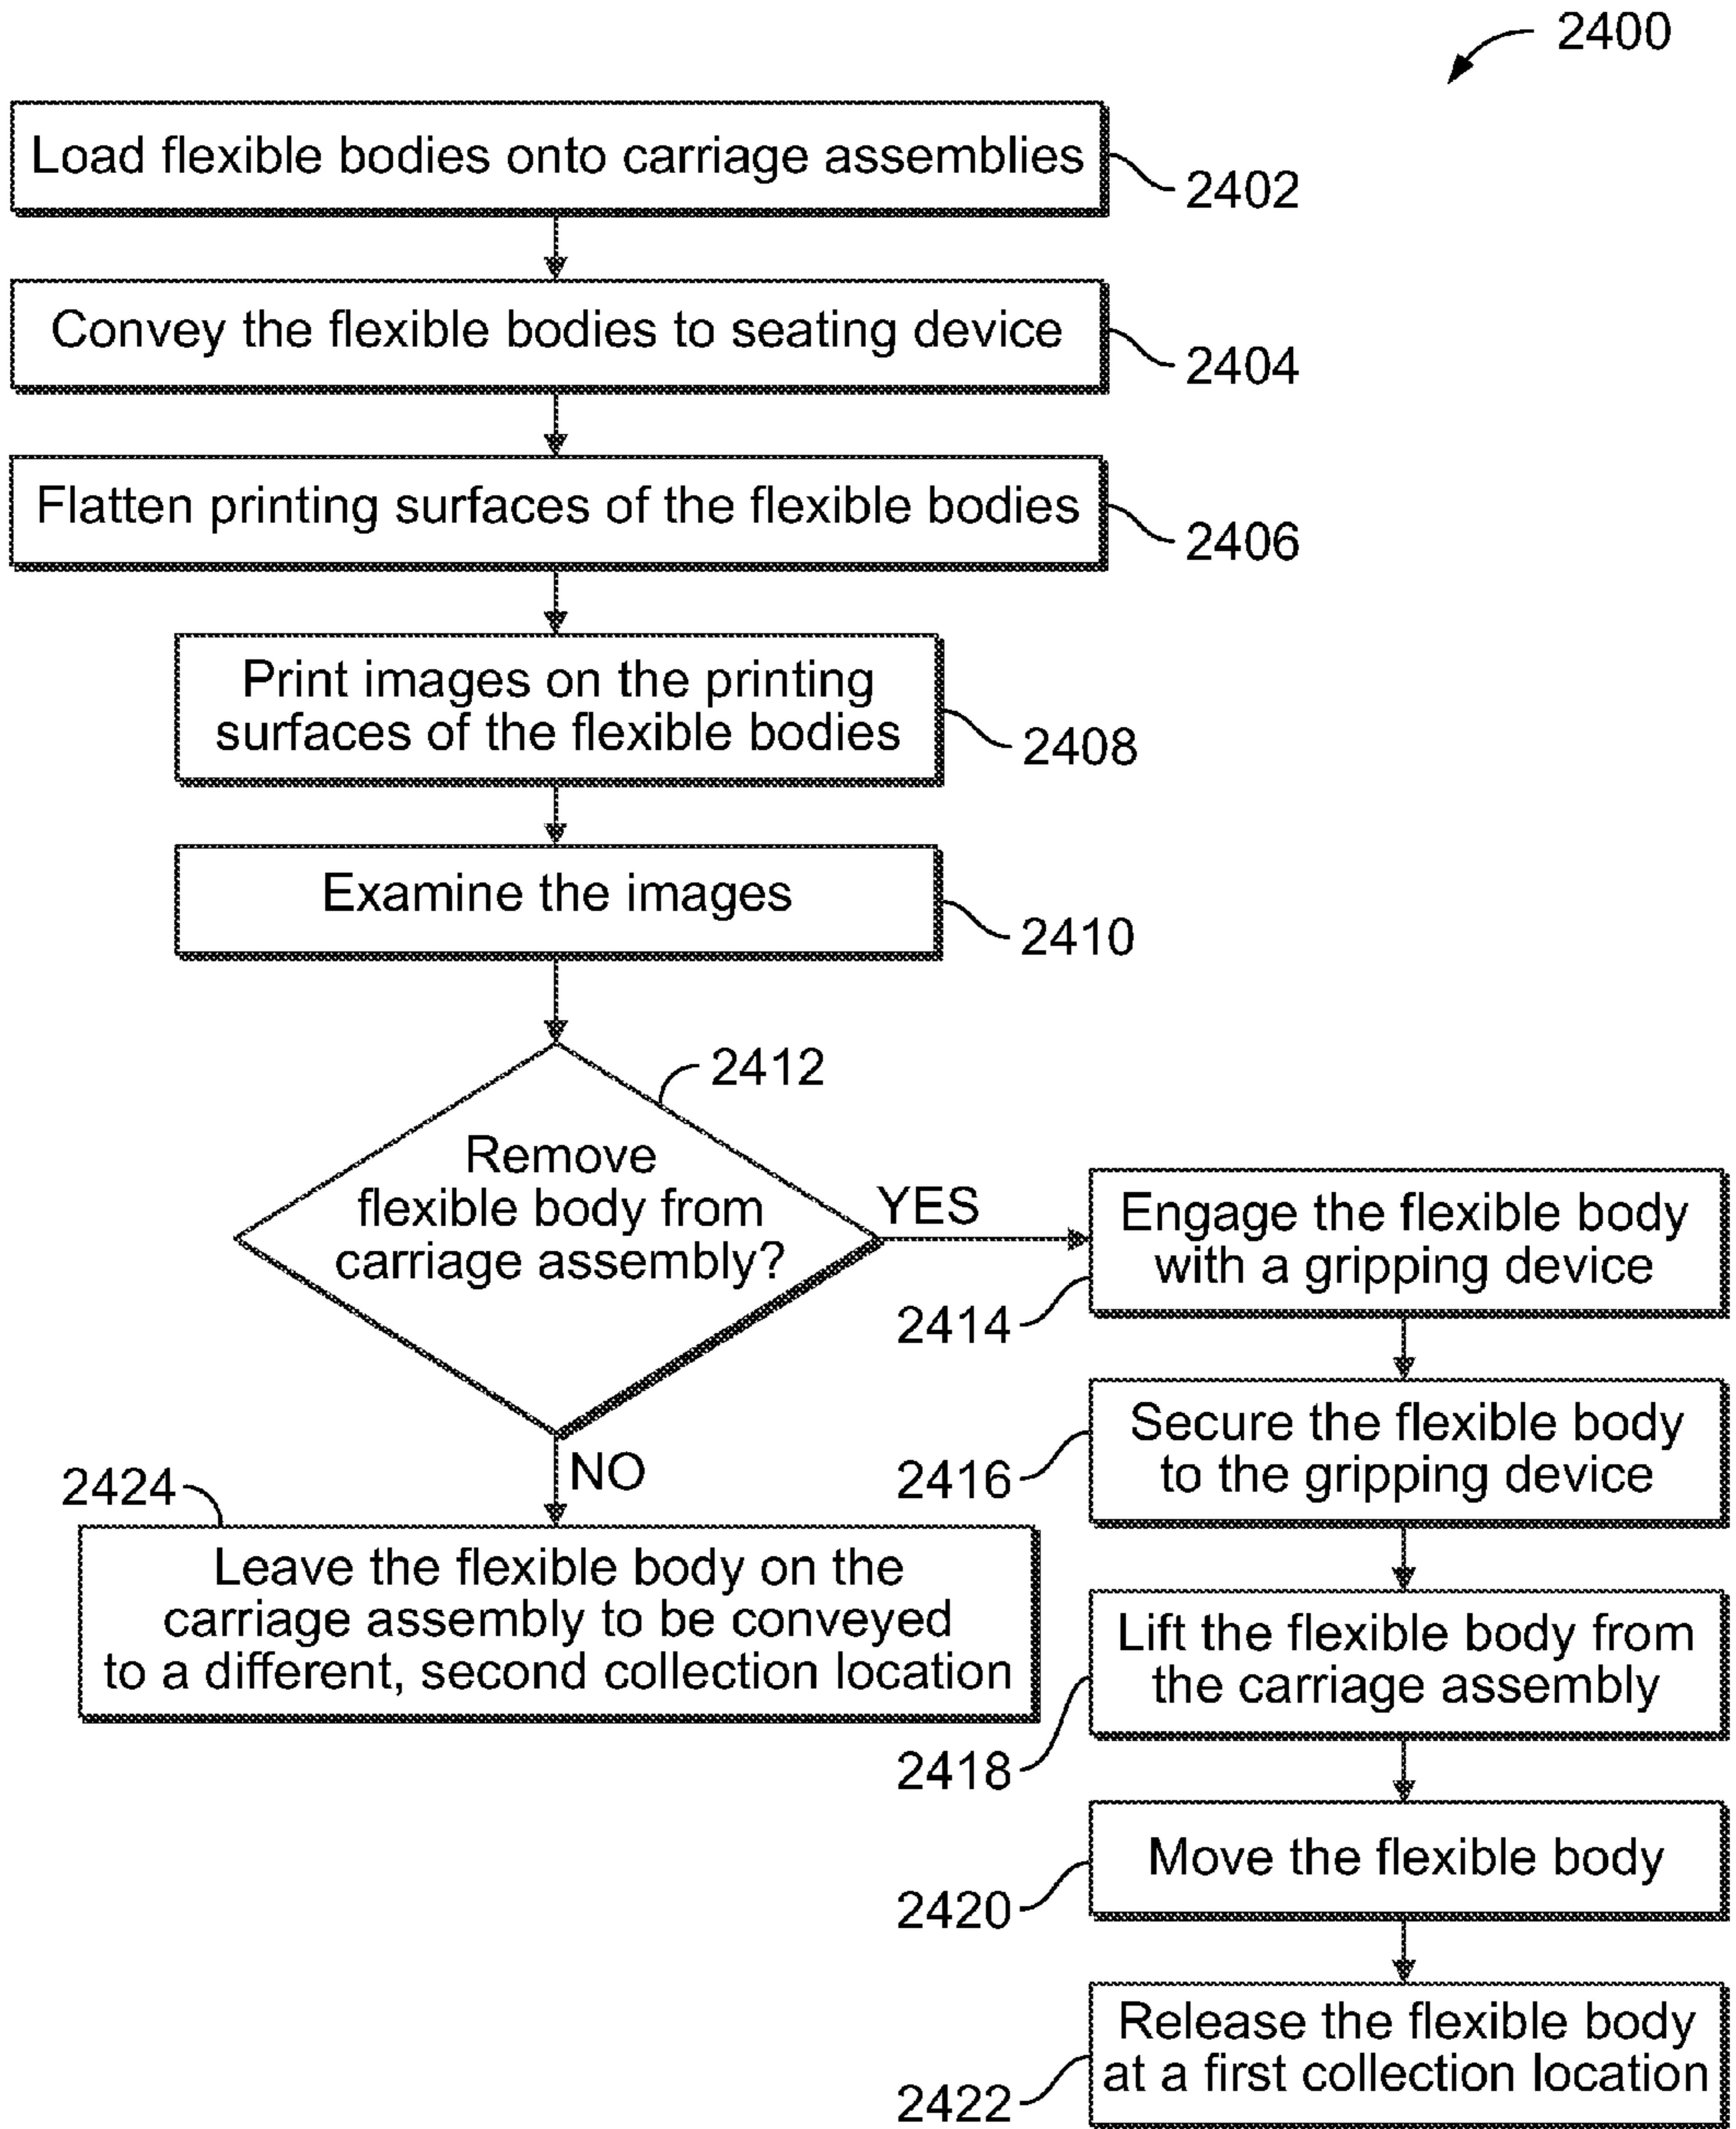 2400
Load flexible bodies onto carriage assemblies
2402
Convey the flexible bodies to seating device
2404
Flatten printing surfaces of the flexible bodies
2406
Print images on the printing
surfaces of the flexible bodies
2408
Examine the images
2410
2412
Remove
flexible body from
carriage assembly?
YES
Engage the flexible body
with a gripping device
2414
Secure the flexible body
to the gripping device
2416
Lift the flexible body from
the carriage assembly
2418
Move the flexible body
2420
Release the flexible body
at a first collection location
2422
NO
2424
Leave the flexible body on the
carriage assembly to be conveyed
to a different, second collection location